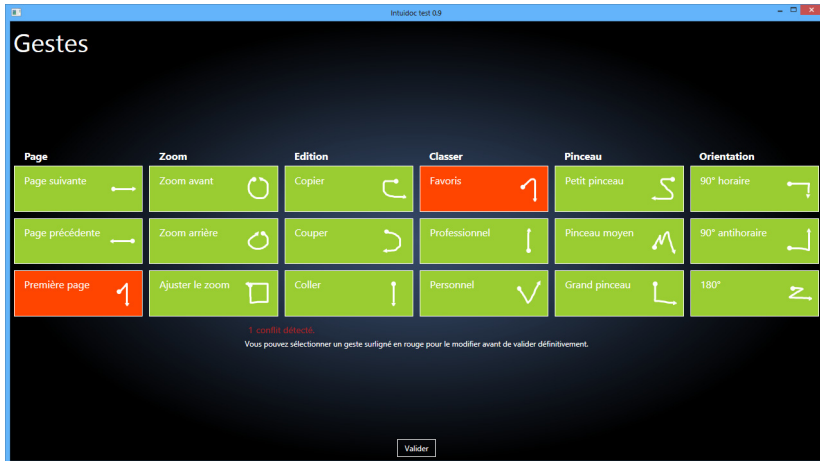 Intuidoc test 0.9
Gestes
Page Zoom Edition Classer Pinceau Orientation
Page suivante Zoom avant Copier Favoris Petit pinceau 90° horaire
Page précédente Zoom arrière Couper Professionnel Pinceau moyen 90° antihoraire
Première page Ajuster le zoom Coller Personnel Grand pinceau 180°
1 conflit détecté.
Vous pouvez sélectionner un geste surligné en rouge pour le modifier avant de valider définitivement.
Valider